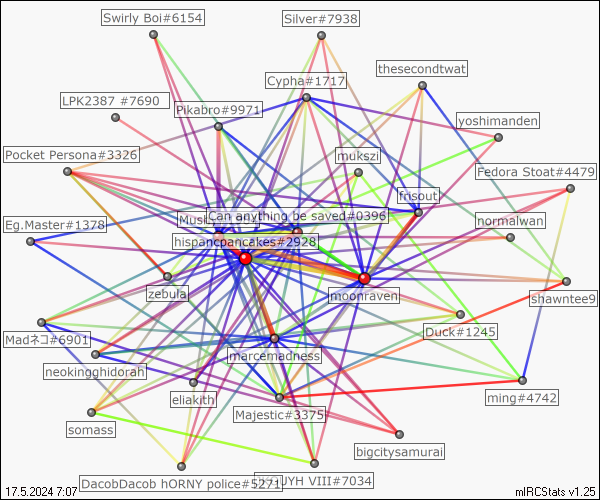 Swirly Boi#6154
Silver#7938
thesecondtwat
Cypha#1717
LPK2387 #7690
Pikabro#9971
yoshimanden
Pocket Persona#3326
mukszi
Fedora Stoat#4479
frisout
Can anything be saved#0396
normalwan
Eg.Master#1378
hispancpancakes#2928
zebula
moonraven
shawntee9
Duck#1245
Madネコ#6901
marcemadness
neokingghidorah
eliakith
Majestic#3375
ming#4742
somass
bigcitysamurai
DacobDacob hORNY police#5271
UYH VIII#7034
17.5.2024 7:07
mIRCStats v1.25